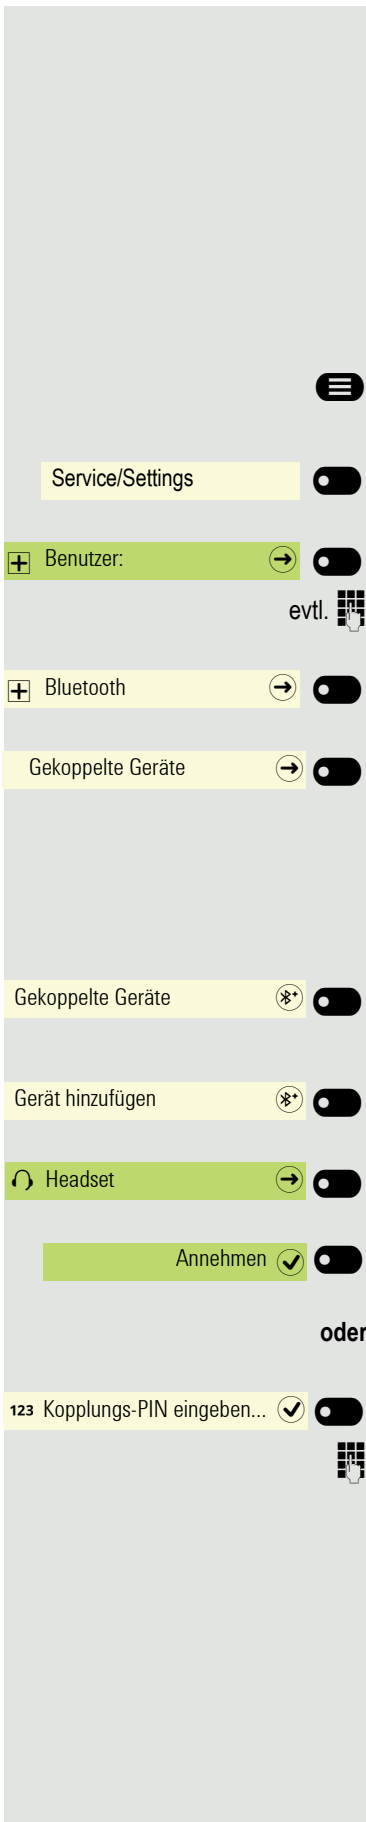 Service/Settings
Benutzer:
evtl.
Bluetooth
Gekoppelte Geräte
Gekoppelte Geräte
Gerät hinzufügen
Headset
Annehmen
oder
123 Kopplungs-PIN eingeben...